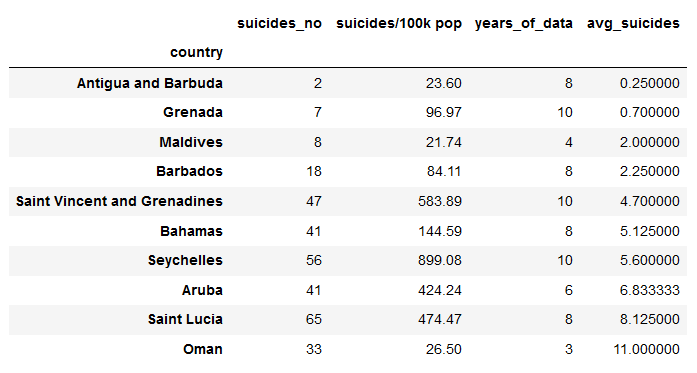 suicides_no suicides/100k pop years_of_data avg_suicides
country
Antigua and Barbuda 2 23.60 8 0.250000
Grenada 7 96.97 10 0.700000
Maldives 8 21.74 4 2.000000
Barbados 18 84.11 8 2.250000
Saint Vincent and Grenadines 47 583.89 10 4.700000
Bahamas 41 144.59 8 5.125000
Seychelles 56 899.08 10 5.600000
Aruba 41 424.24 6 6.833333
Saint Lucia 65 474.47 8 8.125000
Oman 33 26.50 3 11.000000